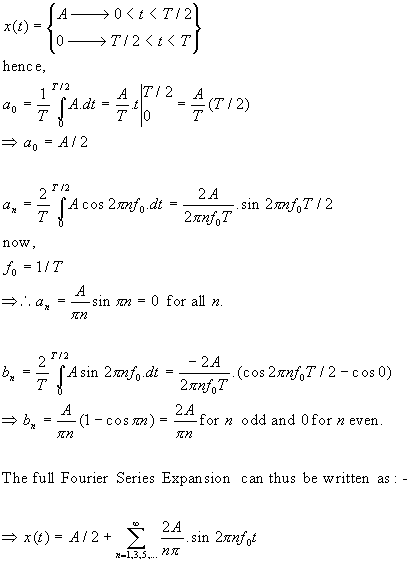 x(t) = { A ⟶ 0 < t < T / 2
0 ⟶ T / 2 < t < T }
hence,
a₀ = 1/T ∫₀^{T/2} A.dt = A/T .t |₀^{T / 2} = A/T (T / 2)
⇒ a₀ = A / 2
aₙ = 2/T ∫₀^{T/2} A cos 2πnf₀.dt = 2A/2πnf₀T .sin 2πnf₀T / 2
now,
f₀ = 1/ T
⇒∴ aₙ = A/πn sin πn = 0 for all n.
bₙ = 2/T ∫₀^{T/2} A sin 2πnf₀.dt = −2A/2πnf₀T .(cos 2πnf₀T / 2 − cos 0)
⇒ bₙ = A/πn (1 − cos πn) = 2A/πn for n odd and 0 for n even.
The full Fourier Series Expansion can thus be written as : -
⇒ x(t) = A / 2 + ∑_{n=1,3,5,...}^{∞} 2A/nπ .sin 2πnf₀t